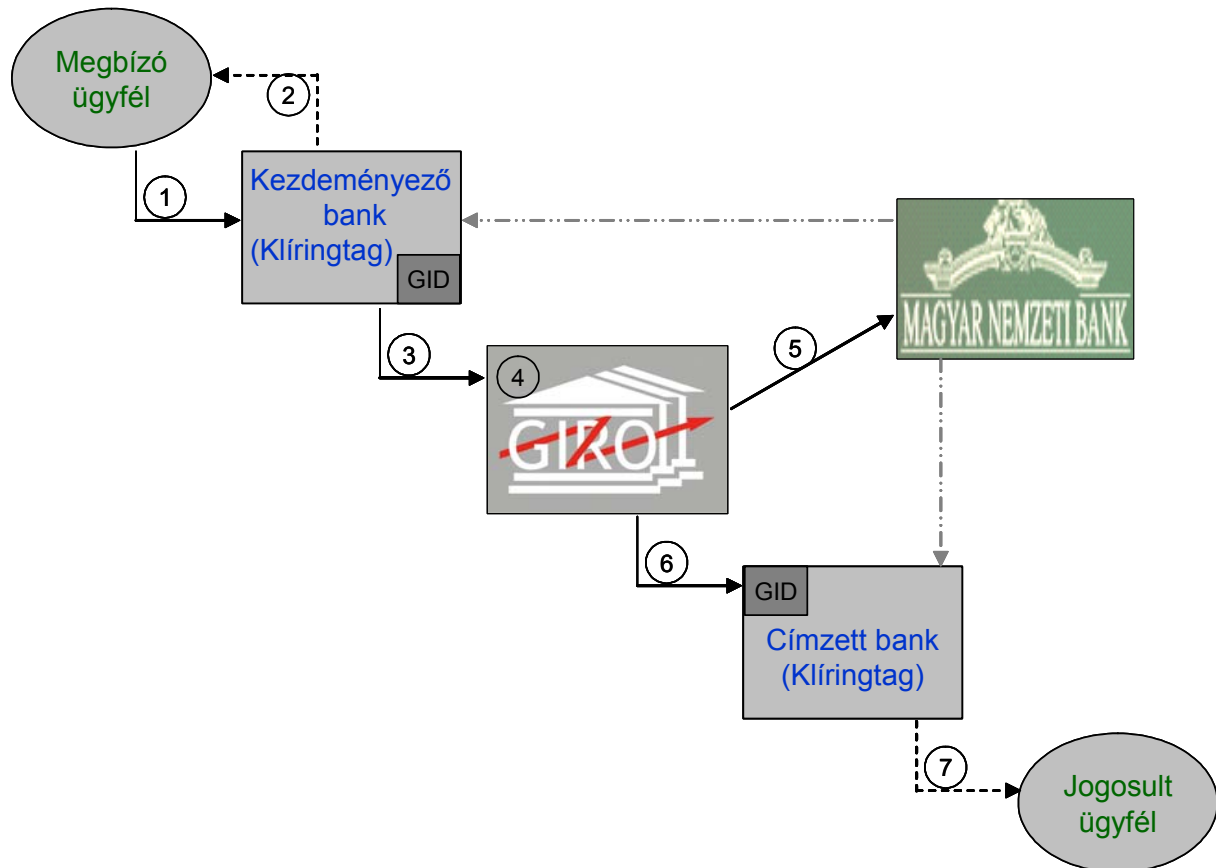 Megbízó
ügyfél
2
1
Kezdeményező
bank
(Klíringtag)
GID
MAGYAR NEMZETI BANK
3
4
5
GIRO
6
GID
Címzett bank
(Klíringtag)
7
Jogosult
ügyfél